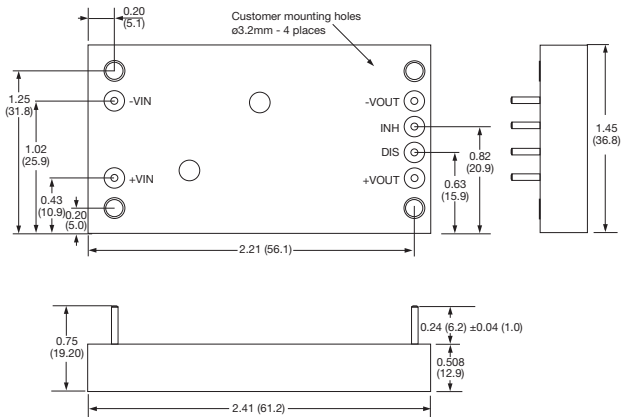 0.20
(5.1)
Customer mounting holes
ø3.2mm - 4 places
1.25
(31.8)
-VIN
-VOUT
1.02
(25.9)
INH
1.45
(36.8)
DIS
0.82
(20.9)
+VIN
+VOUT
0.43
(10.9)
0.63
(15.9)
0.20
(5.0)
2.21 (56.1)
0.75
(19.20)
0.24 (6.2) ±0.04 (1.0)
0.508
(12.9)
2.41 (61.2)